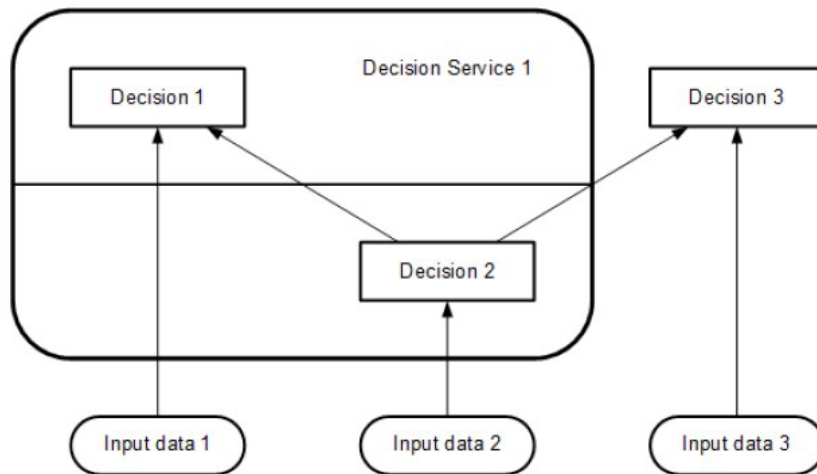 Decision Service 1
Decision 1
Decision 3
Decision 2
Input data 1
Input data 2
Input data 3